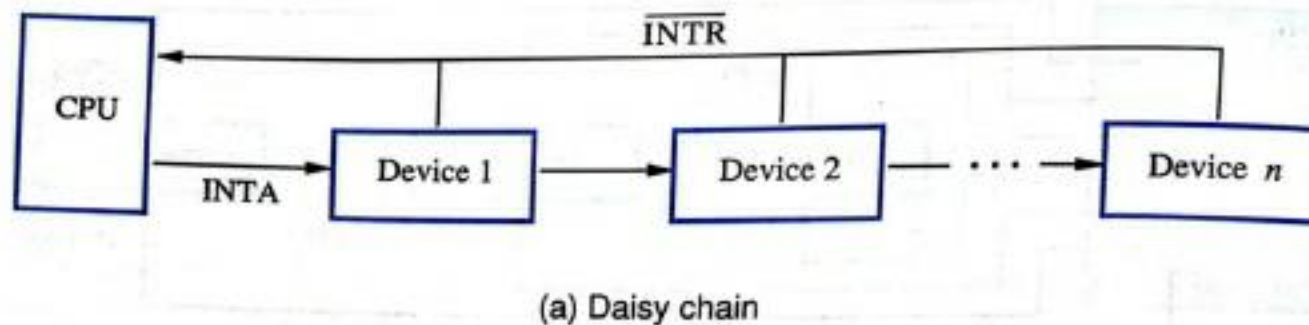 INTR
CPU
Device 1
Device 2
· · ·
Device n
INTA
(a) Daisy chain